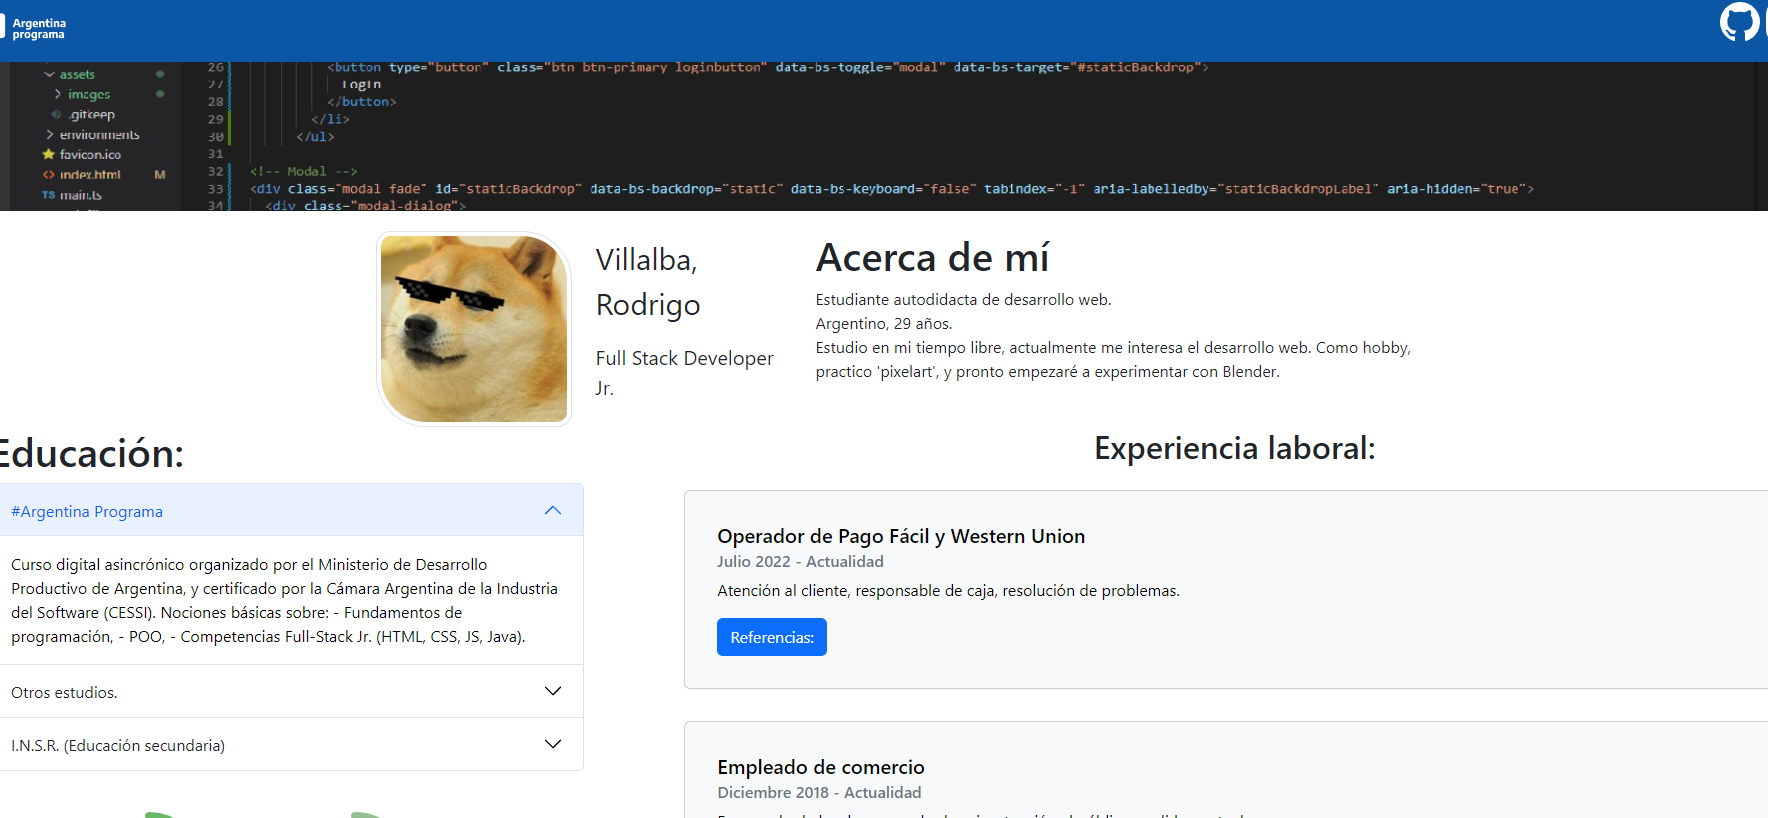 Argentina
programa
assets
images
.gitkeep
environments
favicon.ico
index.html M
TS main.ts
26 <button type="button" class="btn btn-primary loginbutton" data-bs-toggle="modal" data-bs-target="#staticBackdrop">
27 Login
28 </button>
29 </li>
30 </ul>
31
32 <!-- Modal -->
33 <div class="modal fade" id="staticBackdrop" data-bs-backdrop="static" data-bs-keyboard="false" tabindex="-1" aria-labelledby="staticBackdropLabel" aria-hidden="true">
34 <div class="modal-dialog">
Villalba,
Rodrigo
Full Stack Developer
Jr.
Acerca de mí
Estudiante autodidacta de desarrollo web.
Argentino, 29 años.
Estudio en mi tiempo libre, actualmente me interesa el desarrollo web. Como hobby,
practico 'pixelart', y pronto empezaré a experimentar con Blender.
Educación:
#Argentina Programa
Curso digital asincrónico organizado por el Ministerio de Desarrollo
Productivo de Argentina, y certificado por la Cámara Argentina de la Industria
del Software (CESSI). Nociones básicas sobre: - Fundamentos de
programación, - POO, - Competencias Full-Stack Jr. (HTML, CSS, JS, Java).
Otros estudios.
I.N.S.R. (Educación secundaria)
Experiencia laboral:
Operador de Pago Fácil y Western Union
Julio 2022 - Actualidad
Atención al cliente, responsable de caja, resolución de problemas.
Referencias:
Empleado de comercio
Diciembre 2018 - Actualidad